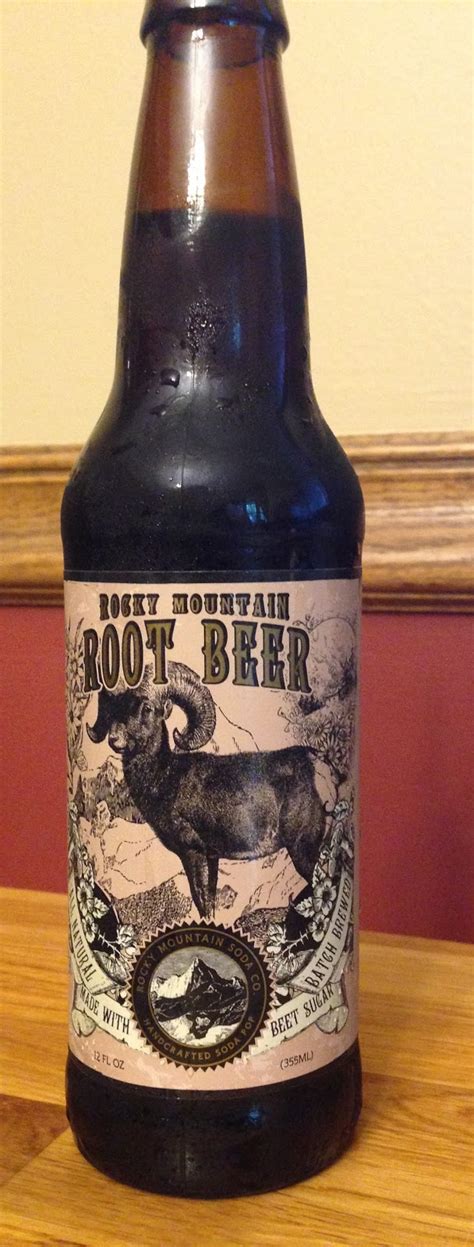 ROCKY MOUNTAIN
ROOT BEER
NATURAL
MADE WITH
BEET SUGAR
BATCH BREWED
ROCKY MOUNTAIN SODA CO.
HANDCRAFTED SODA POP
12 FL OZ
(355ML)